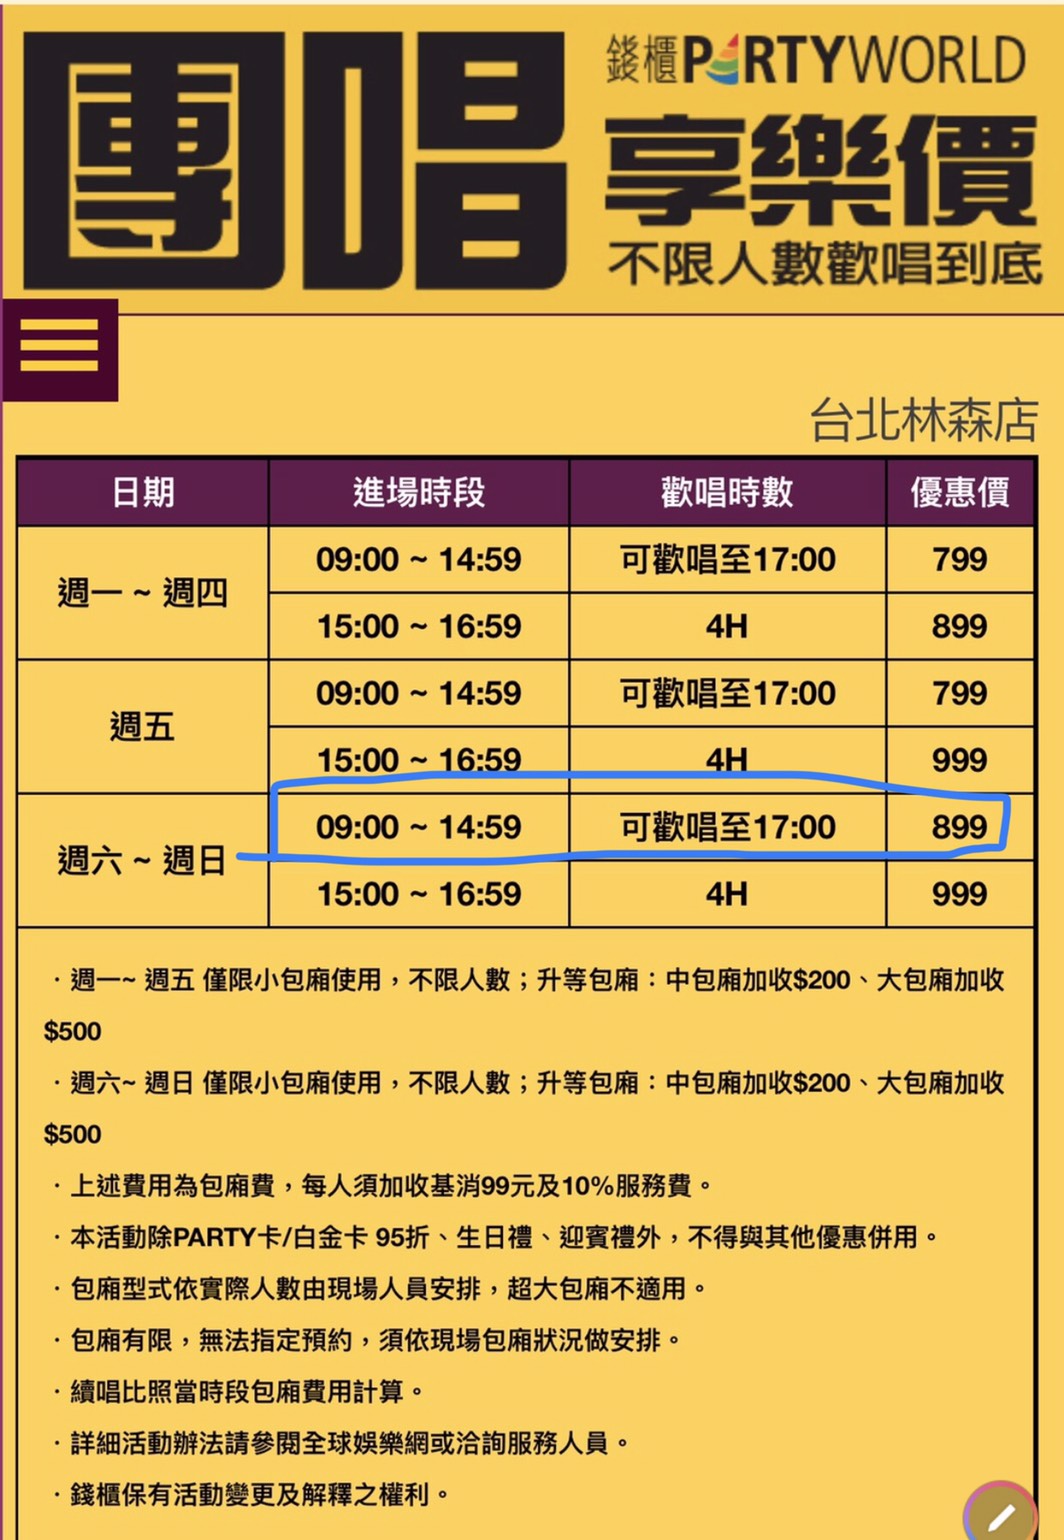 團唱
錢櫃PARTYWORLD
享樂價
不限人數歡唱到底
台北林森店
日期 進場時段 歡唱時數 優惠價
週一 ~ 週四 09:00 ~ 14:59 可歡唱至17:00 799
15:00 ~ 16:59 4H 899
週五 09:00 ~ 14:59 可歡唱至17:00 799
15:00 ~ 16:59 4H 999
週六 ~ 週日 09:00 ~ 14:59 可歡唱至17:00 899
15:00 ~ 16:59 4H 999
· 週一~ 週五 僅限小包廂使用，不限人數；升等包廂：中包廂加收$200、大包廂加收
$500
· 週六~ 週日 僅限小包廂使用，不限人數；升等包廂：中包廂加收$200、大包廂加收
$500
· 上述費用為包廂費，每人須加收基消99元及10%服務費。
· 本活動除PARTY卡/白金卡 95折、生日禮、迎賓禮外，不得與其他優惠併用。
· 包廂型式依實際人數由現場人員安排，超大包廂不適用。
· 包廂有限，無法指定預約，須依現場包廂狀況做安排。
· 續唱比照當時段包廂費用計算。
· 詳細活動辦法請參閱全球娛樂網或洽詢服務人員。
· 錢櫃保有活動變更及解釋之權利。